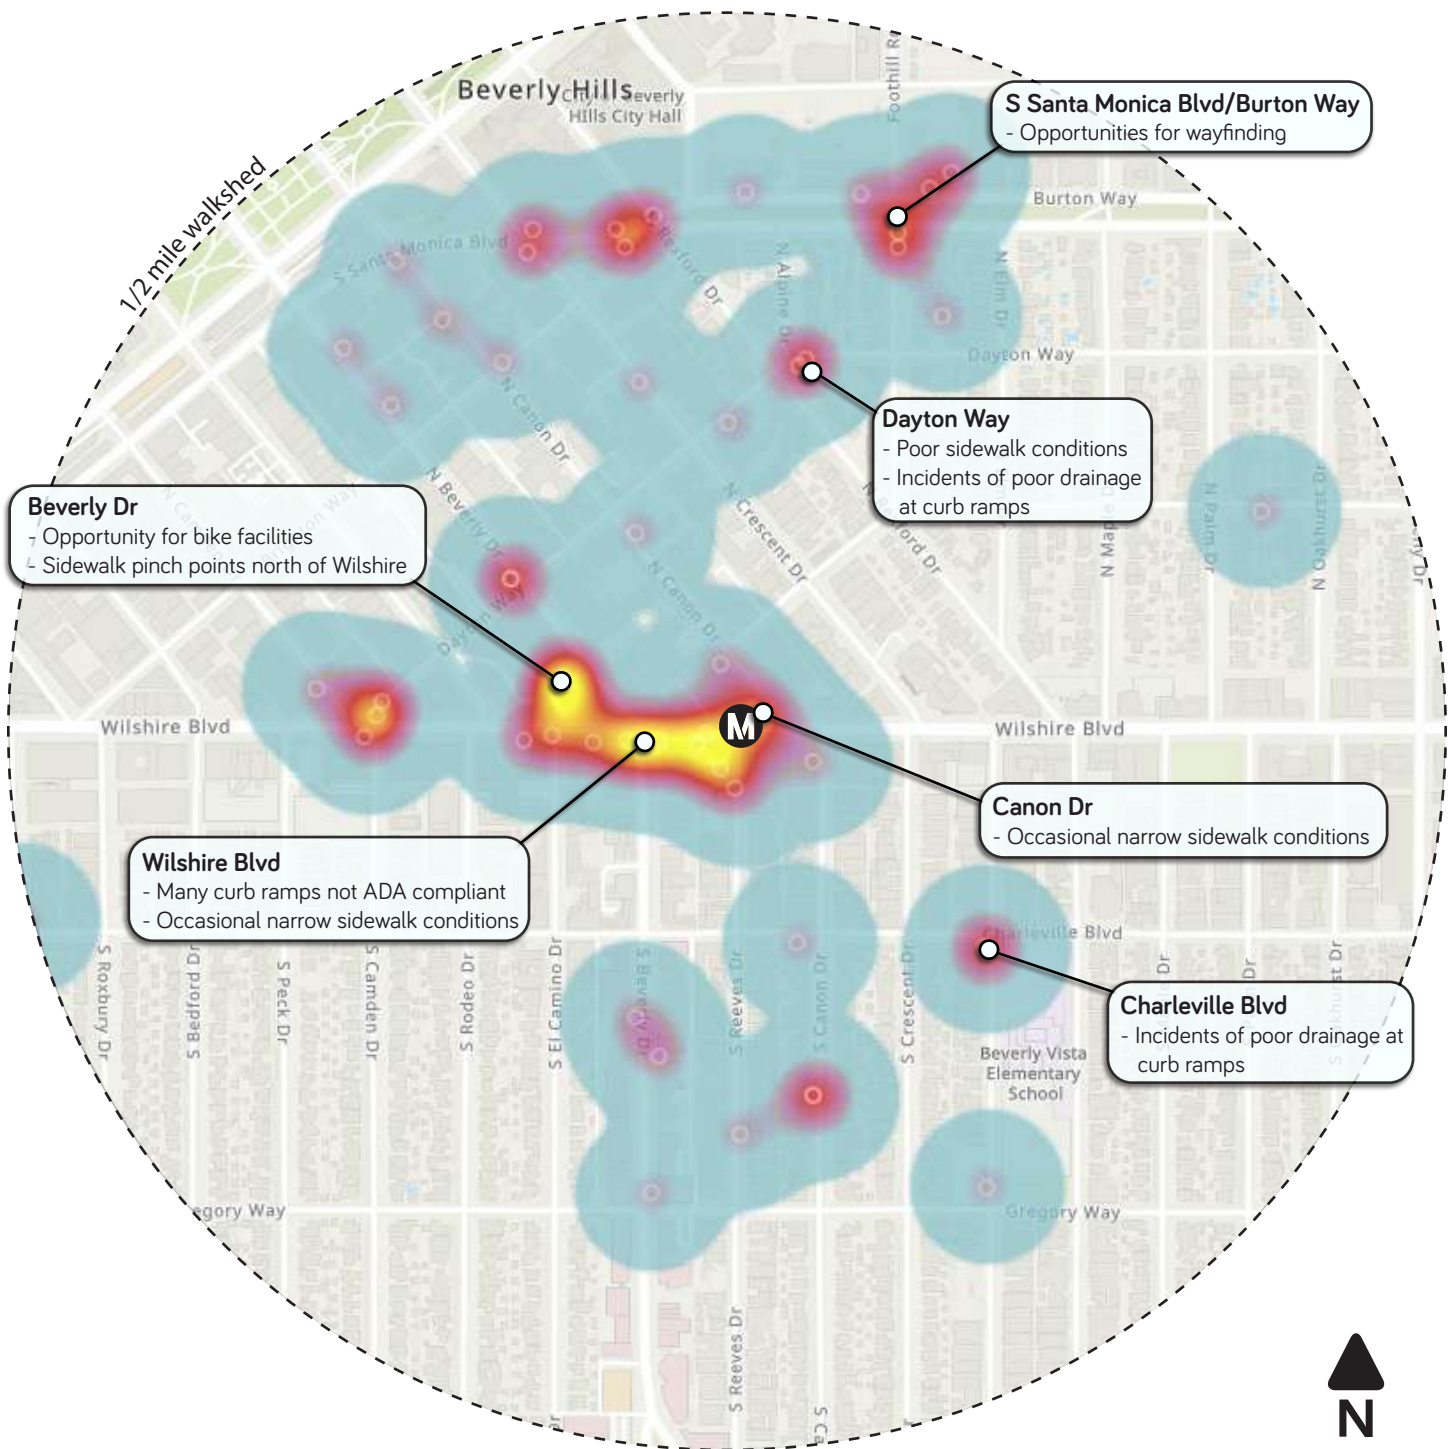 Beverly Hills
City of Beverly
HIlls City Hall
Foothill
S Santa Monica Blvd/Burton Way
- Opportunities for wayfinding
1/2 mile walkshed
Burton Way
S Santa Monica Blvd
N Rexford Dr
N Alpine Dr
N Elm Dr
Dayton Way
N Canon Dr
Dayton Way
- Poor sidewalk conditions
- Incidents of poor drainage
at curb ramps
N Beverly Dr
N Crescent Dr
N Palm Dr
N Oakhurst Dr
Beverly Dr
- Opportunity for bike facilities
- Sidewalk pinch points north of Wilshire
N Canon Dr
Dayton Way
Wilshire Blvd
M
Wilshire Blvd
Canon Dr
- Occasional narrow sidewalk conditions
Wilshire Blvd
- Many curb ramps not ADA compliant
- Occasional narrow sidewalk conditions
Charleville Blvd
S Roxbury Dr
S Bedford Dr
S Peck Dr
S Camden Dr
S Rodeo Dr
S El Camino Dr
S Beverly Dr
S Reeves Dr
S Canon Dr
S Crescent Dr
Charleville Blvd
- Incidents of poor drainage at
curb ramps
Beverly Vista
Elementary
School
egory Way
Gregory Way
S Reeves Dr
S Ca
N